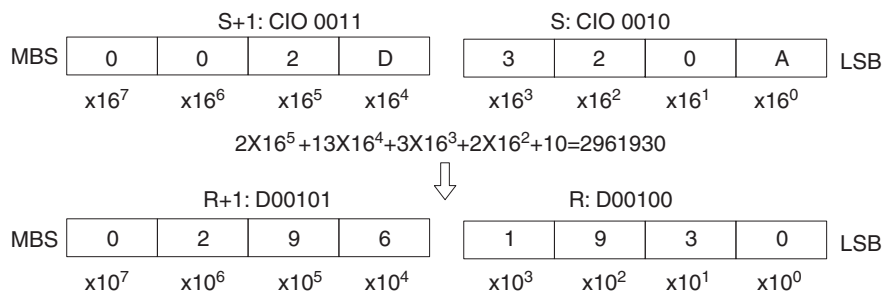 S+1: CIO 0011 S: CIO 0010
MBS 0 0 2 D 3 2 0 A LSB
x16⁷ x16⁶ x16⁵ x16⁴ x16³ x16² x16¹ x16⁰
2X16⁵+13X16⁴+3X16³+2X16²+10=2961930
R+1: D00101 R: D00100
MBS 0 2 9 6 1 9 3 0 LSB
x10⁷ x10⁶ x10⁵ x10⁴ x10³ x10² x10¹ x10⁰